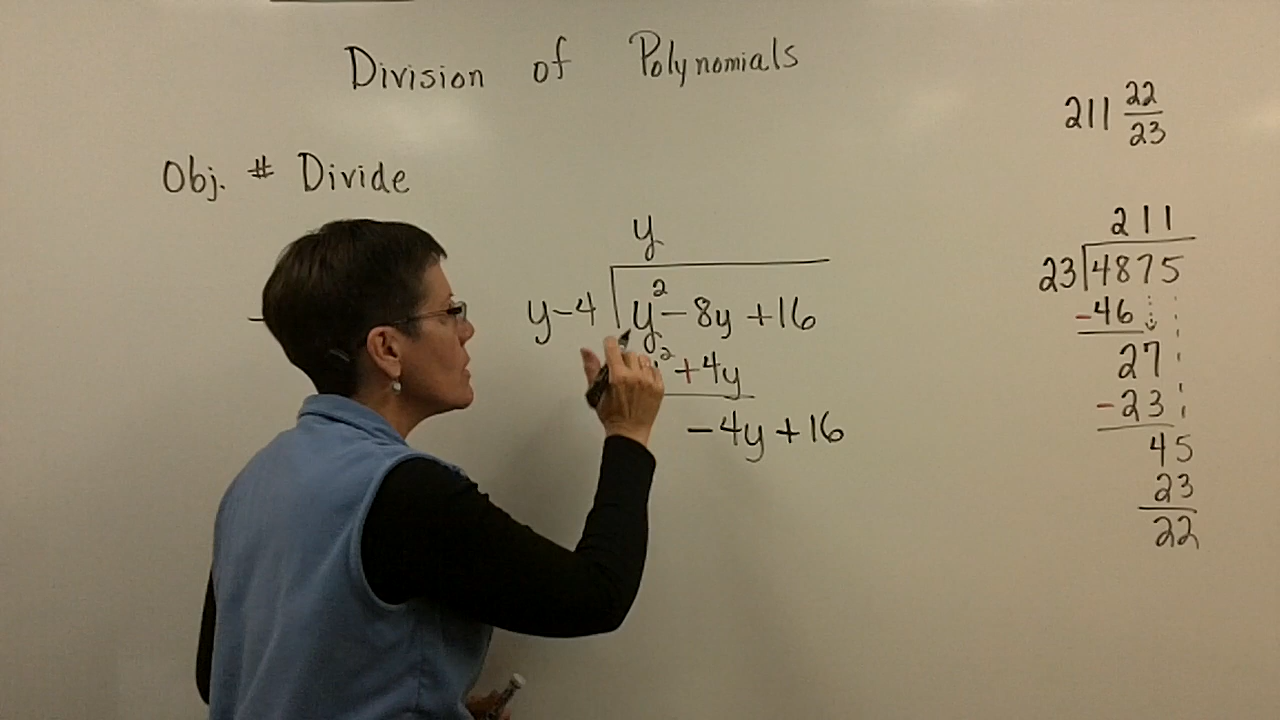 Division of Polynomials
Obj. # Divide
y
y-4 y² - 8y + 16
² + 4y
- 4y + 16
211 22/23
211
23 4875
-46
27
-23
45
23
22